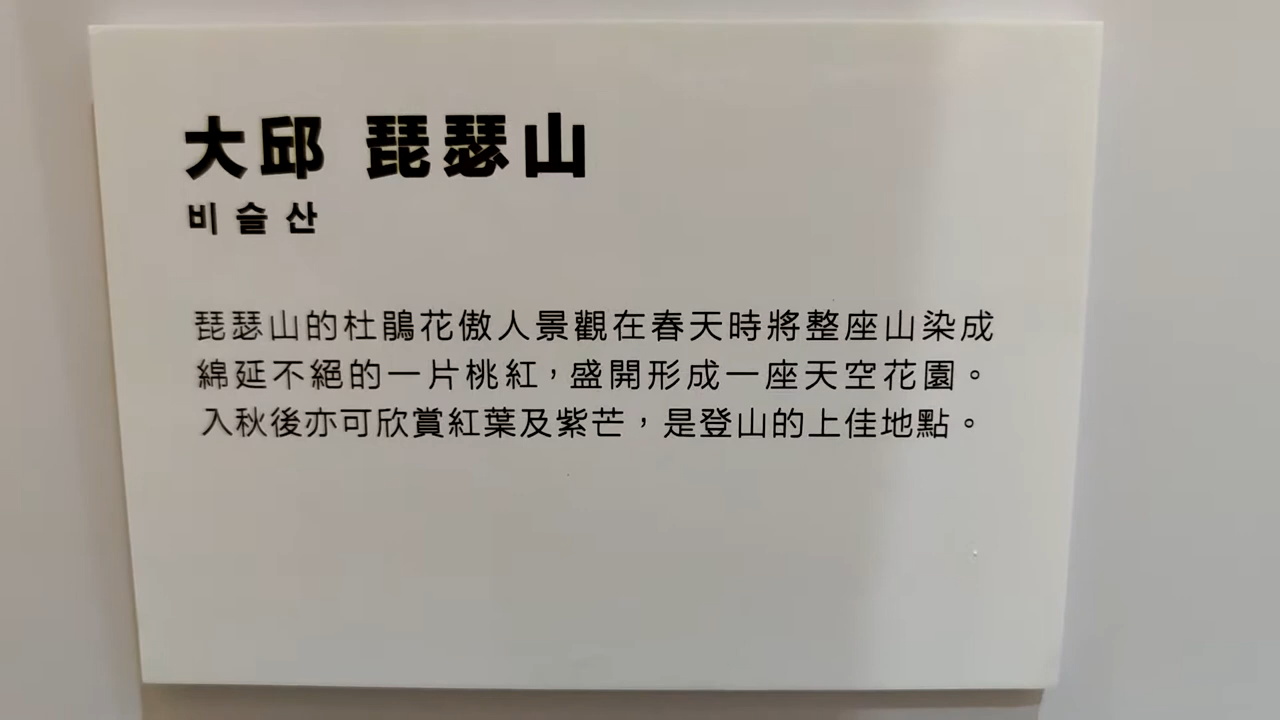 大邱 琵瑟山
비슬산
琵瑟山的杜鵑花傲人景觀在春天時將整座山染成
綿延不絕的一片桃紅，盛開形成一座天空花園。
入秋後亦可欣賞紅葉及紫芒，是登山的上佳地點。